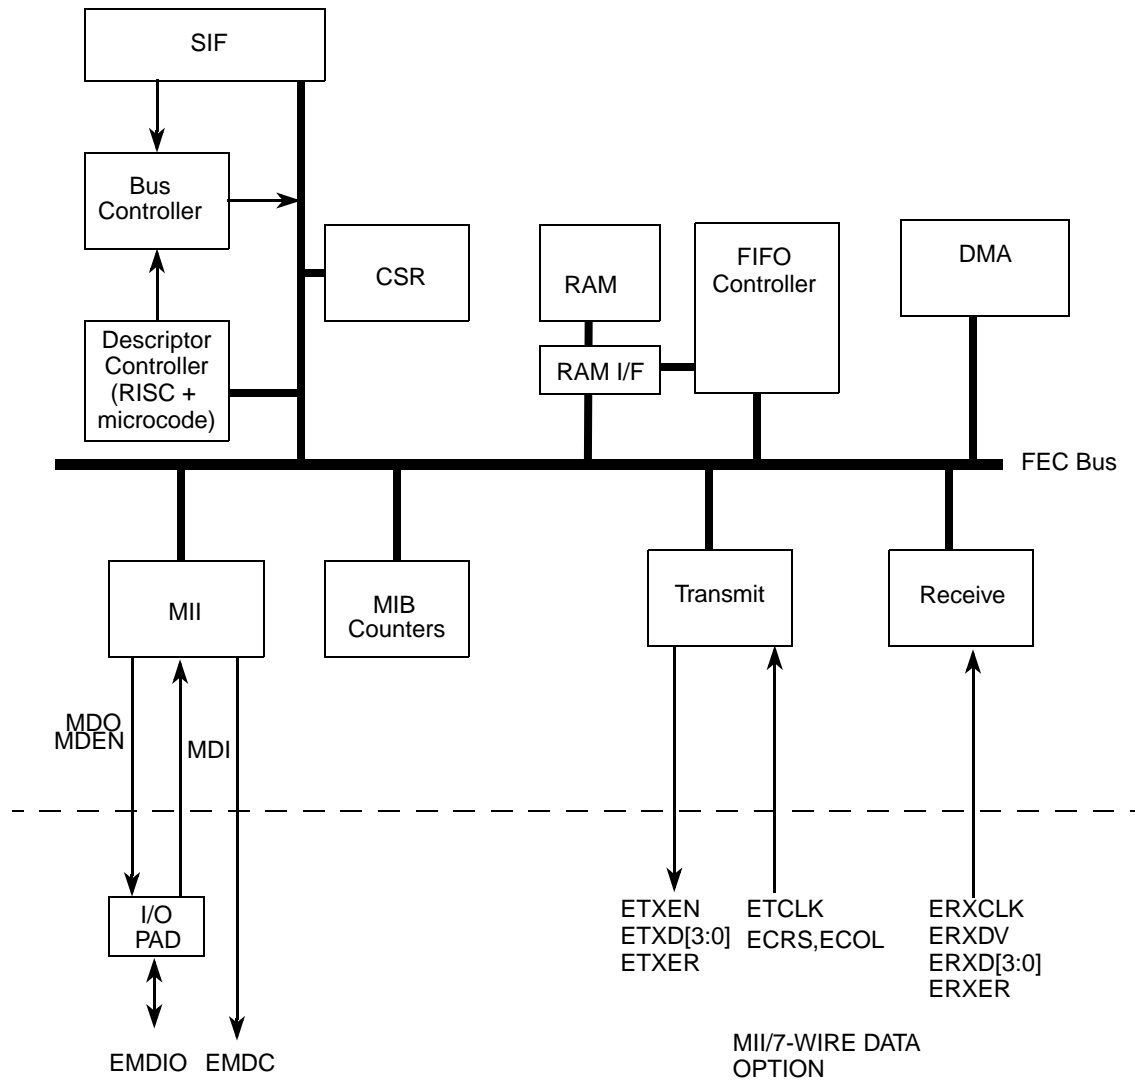 SIF
Bus
Controller
CSR
RAM
FIFO
Controller
DMA
Descriptor
Controller
(RISC +
microcode)
RAM I/F
FEC Bus
MII
MIB
Counters
Transmit
Receive
MDO
MDEN
MDI
I/O
PAD
ETXEN
ETXD[3:0]
ETXER
ETCLK
ECRS,ECOL
ERXCLK
ERXDV
ERXD[3:0]
ERXER
EMDIO
EMDC
MII/7-WIRE DATA
OPTION